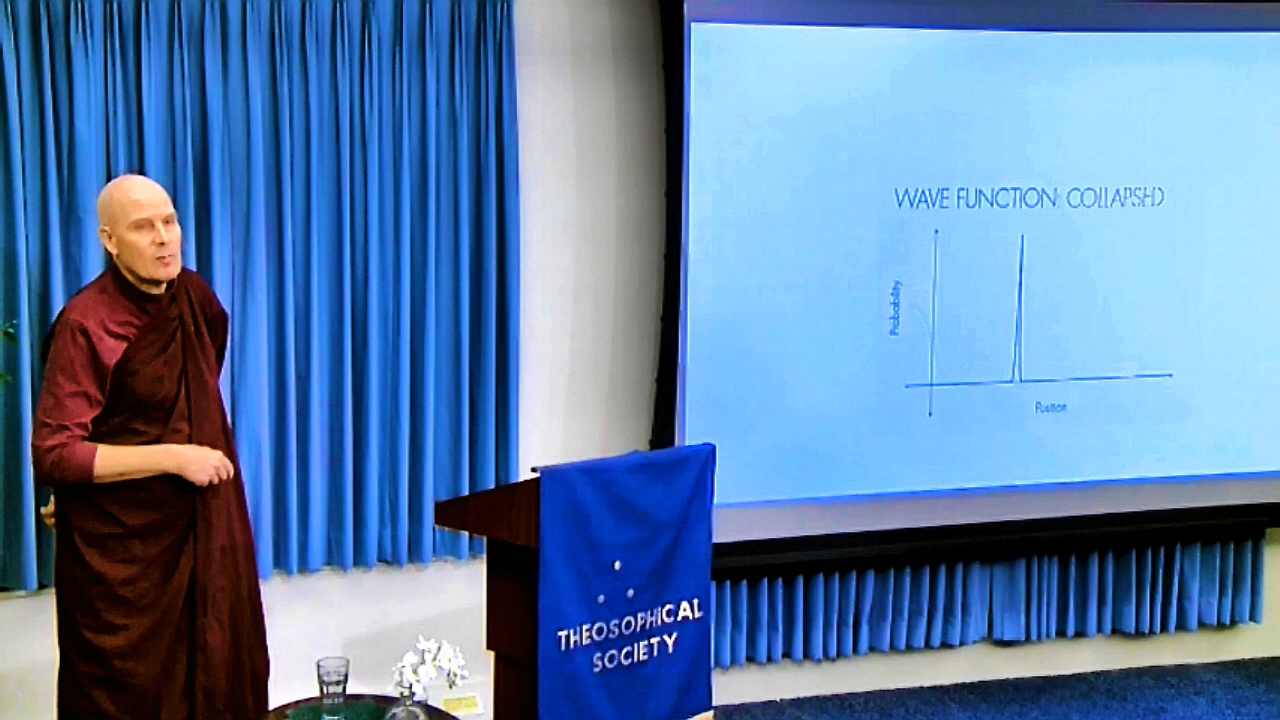 WAVE FUNCTION COLLAPSED
Probability
Position
THEOSOPHICAL
SOCIETY